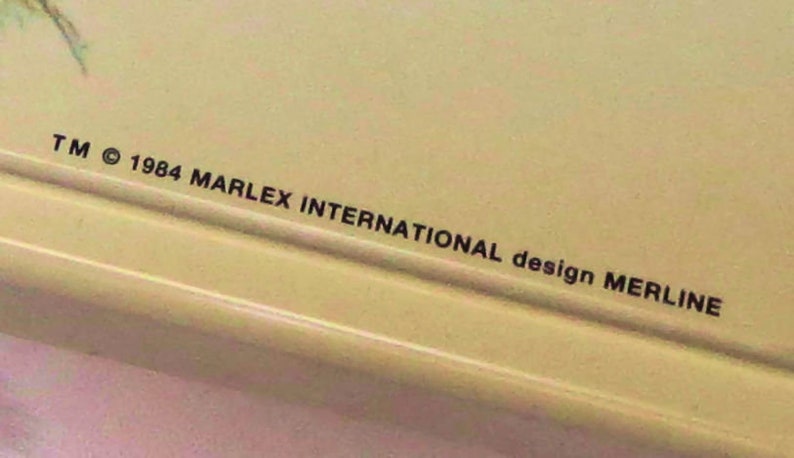 TM © 1984 MARLEX INTERNATIONAL design MERLINE